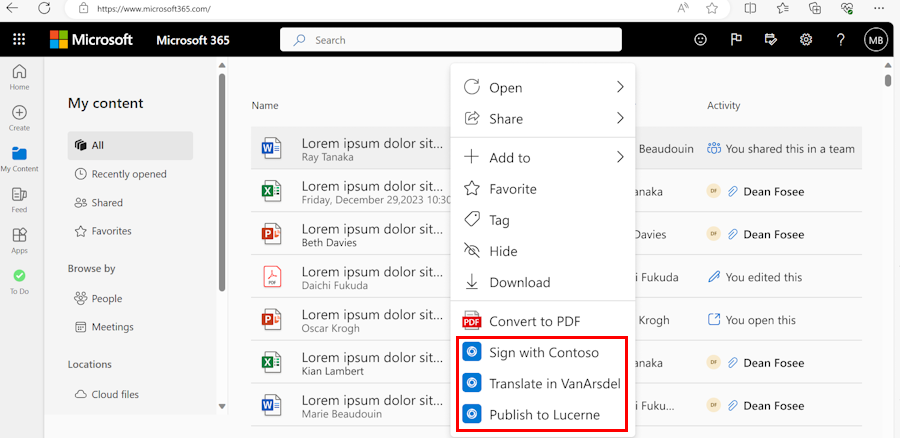 https://www.microsoft365.com/
Microsoft
Microsoft 365
Search
MB
Home
Create
My Content
Feed
Apps
To Do
My content
All
Recently opened
Shared
Favorites
Browse by
People
Meetings
Locations
Cloud files
Name
Activity
Lorem ipsum dolor sit...
Ray Tanaka
Beaudouin
You shared this in a team
Lorem ipsum dolor sit...
Friday, December 29,2023 10:30
anaka
DF
Dean Fosee
Lorem ipsum dolor sit...
Beth Davies
Davies
DF
Dean Fosee
PDF
Lorem ipsum dolor sit...
Daichi Fukuda
i Fukuda
You edited this
Lorem ipsum dolor sit...
Oscar Krogh
Krogh
You open this
Lorem ipsum dolor sit...
Kian Lambert
anaka
DF
Dean Fosee
Lorem ipsum dolor sit...
Marie Beaudouin
i Fuku...
DF
Dean Fosee
Open
Share
Add to
Favorite
Tag
Hide
Download
PDF
Convert to PDF
Sign with Contoso
Translate in VanArsdel
Publish to Lucerne